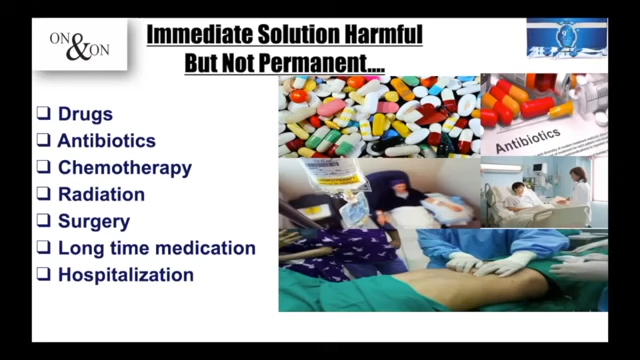 ON
&
ON
Immediate Solution Harmful
But Not Permanent....
Drugs
Antibiotics
Chemotherapy
Radiation
Surgery
Long time medication
Hospitalization
Antibiotics